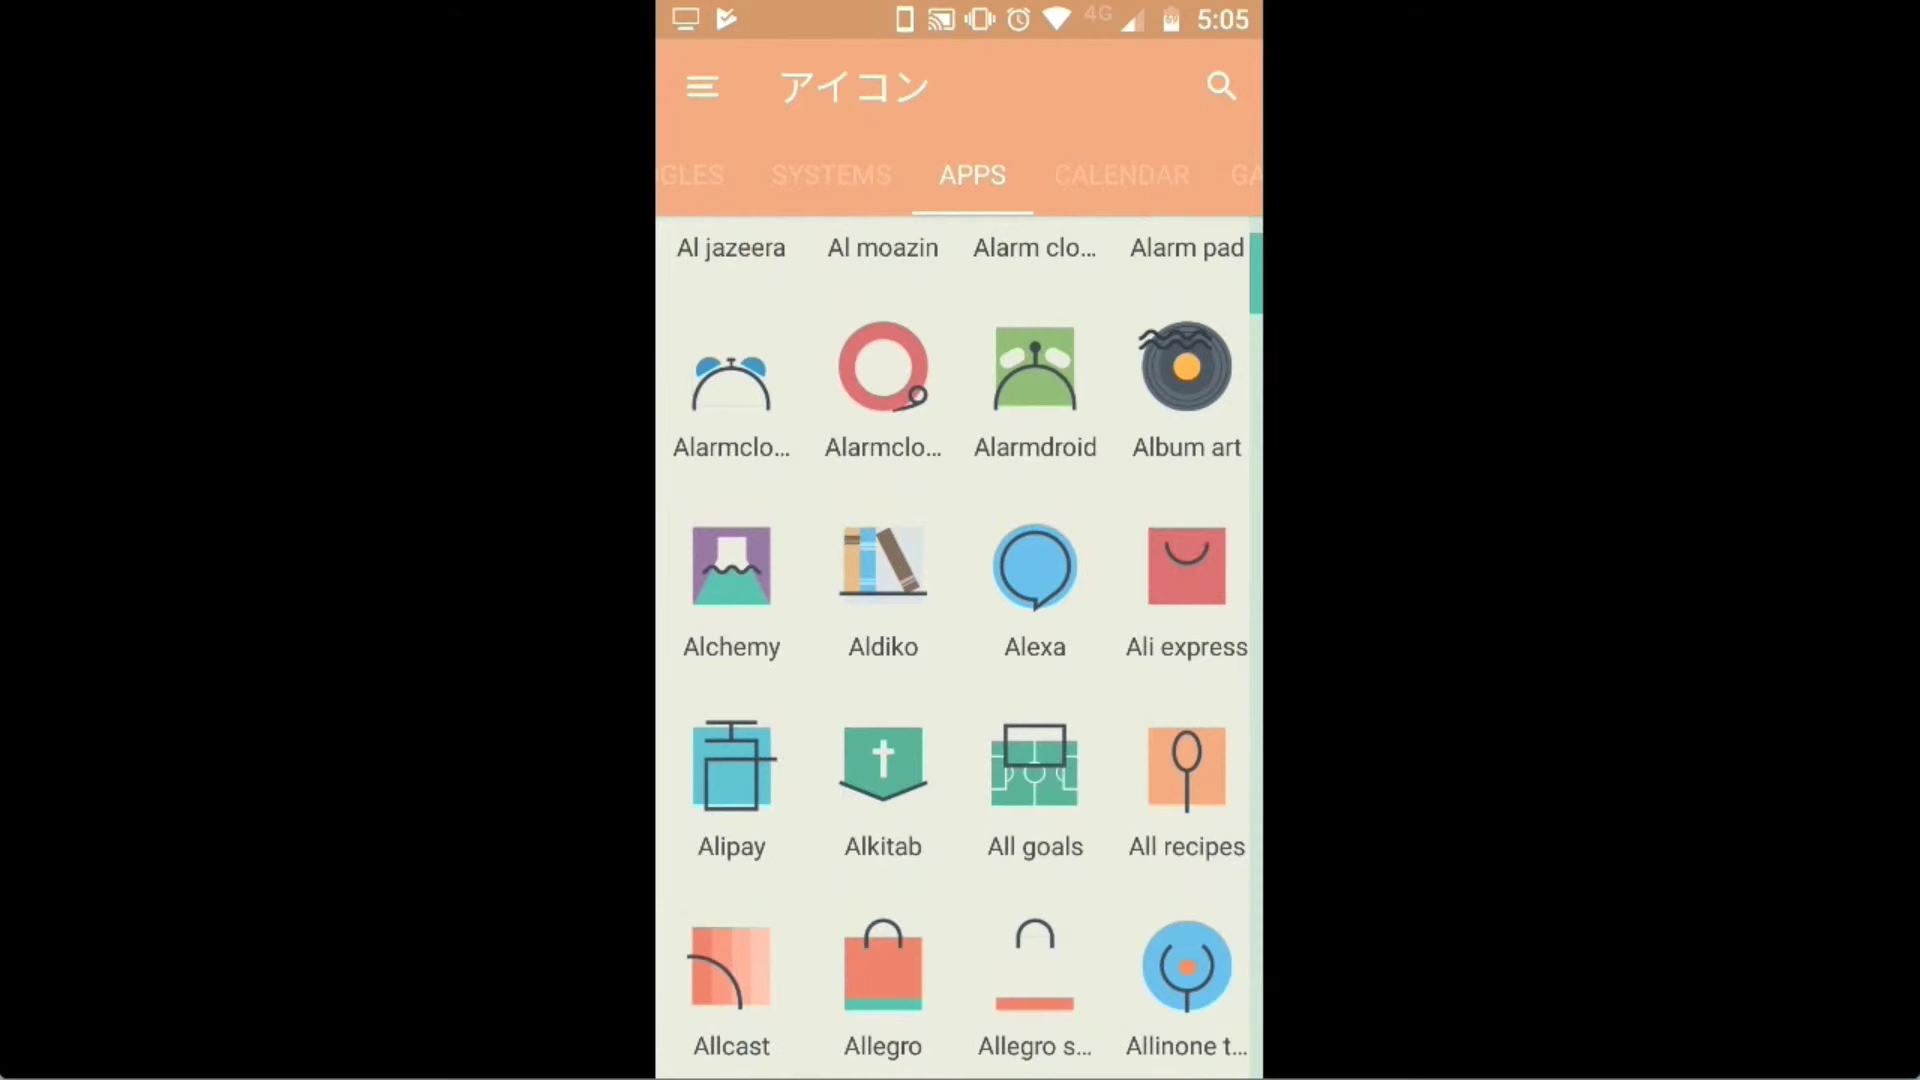 4G 69 5:05
アイコン
GLES SYSTEMS APPS CALENDAR GA
Al jazeera Al moazin Alarm clo... Alarm pad
Alarmclo... Alarmclo... Alarmdroid Album art
Alchemy Aldiko Alexa Ali express
Alipay Alkitab All goals All recipes
Allcast Allegro Allegro s... Allinone t...